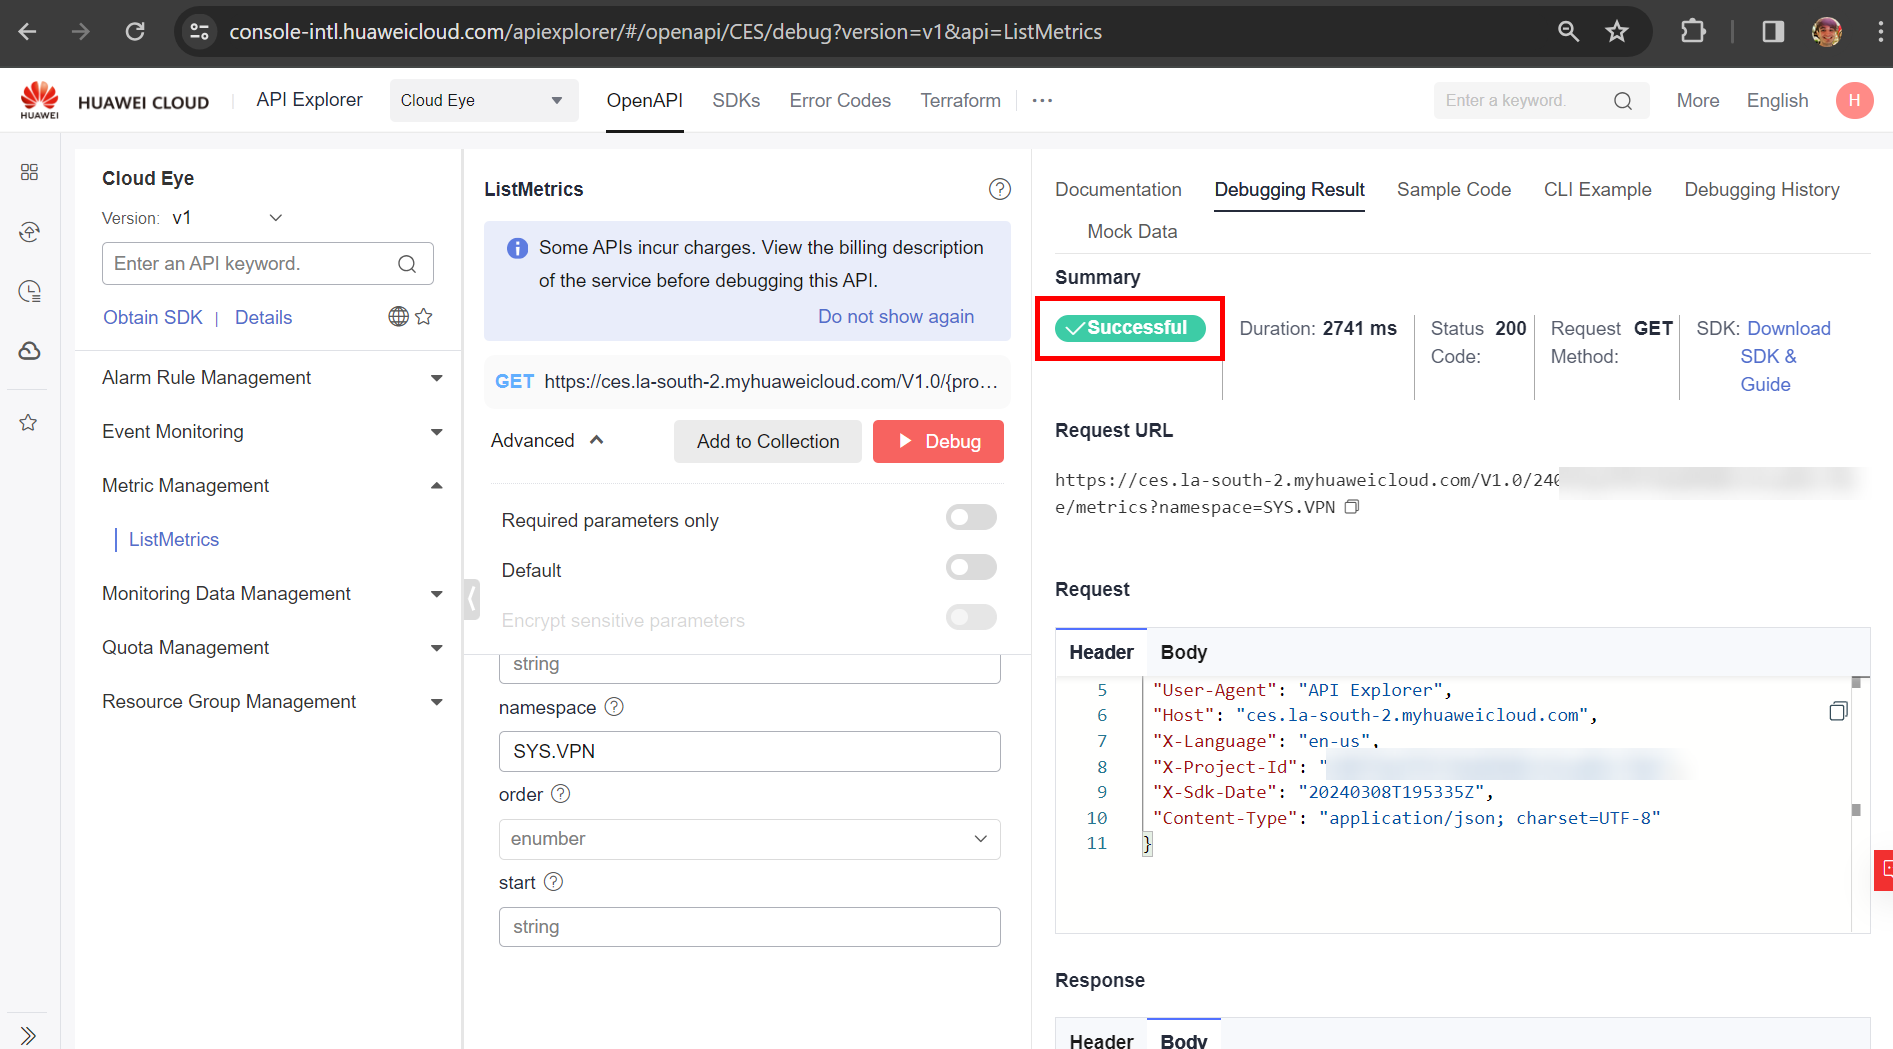 console-intl.huaweicloud.com/apiexplorer/#/openapi/CES/debug?version=v1&api=ListMetrics
HUAWEI
HUAWEI CLOUD
API Explorer
Cloud Eye
OpenAPI
SDKs
Error Codes
Terraform
...
Enter a keyword.
More
English
H
Cloud Eye
Version: v1
Enter an API keyword.
Obtain SDK | Details
Alarm Rule Management
Event Monitoring
Metric Management
ListMetrics
Monitoring Data Management
Quota Management
Resource Group Management
ListMetrics
Some APIs incur charges. View the billing description
of the service before debugging this API.
Do not show again
GET https://ces.la-south-2.myhuaweicloud.com/V1.0/{pro...
Advanced
Add to Collection
Debug
Required parameters only
Default
Encrypt sensitive parameters
string
namespace
SYS.VPN
order
enumber
start
string
Documentation
Debugging Result
Sample Code
CLI Example
Debugging History
Mock Data
Summary
Successful
Duration: 2741 ms
Status 200
Code:
Request GET
Method:
SDK: Download
SDK &
Guide
Request URL
https://ces.la-south-2.myhuaweicloud.com/V1.0/240
e/metrics?namespace=SYS.VPN
Request
Header
Body
5 "User-Agent": "API Explorer",
6 "Host": "ces.la-south-2.myhuaweicloud.com",
7 "X-Language": "en-us",
8 "X-Project-Id": "
9 "X-Sdk-Date": "20240308T195335Z",
10 "Content-Type": "application/json; charset=UTF-8"
11 }
Response
Header
Body